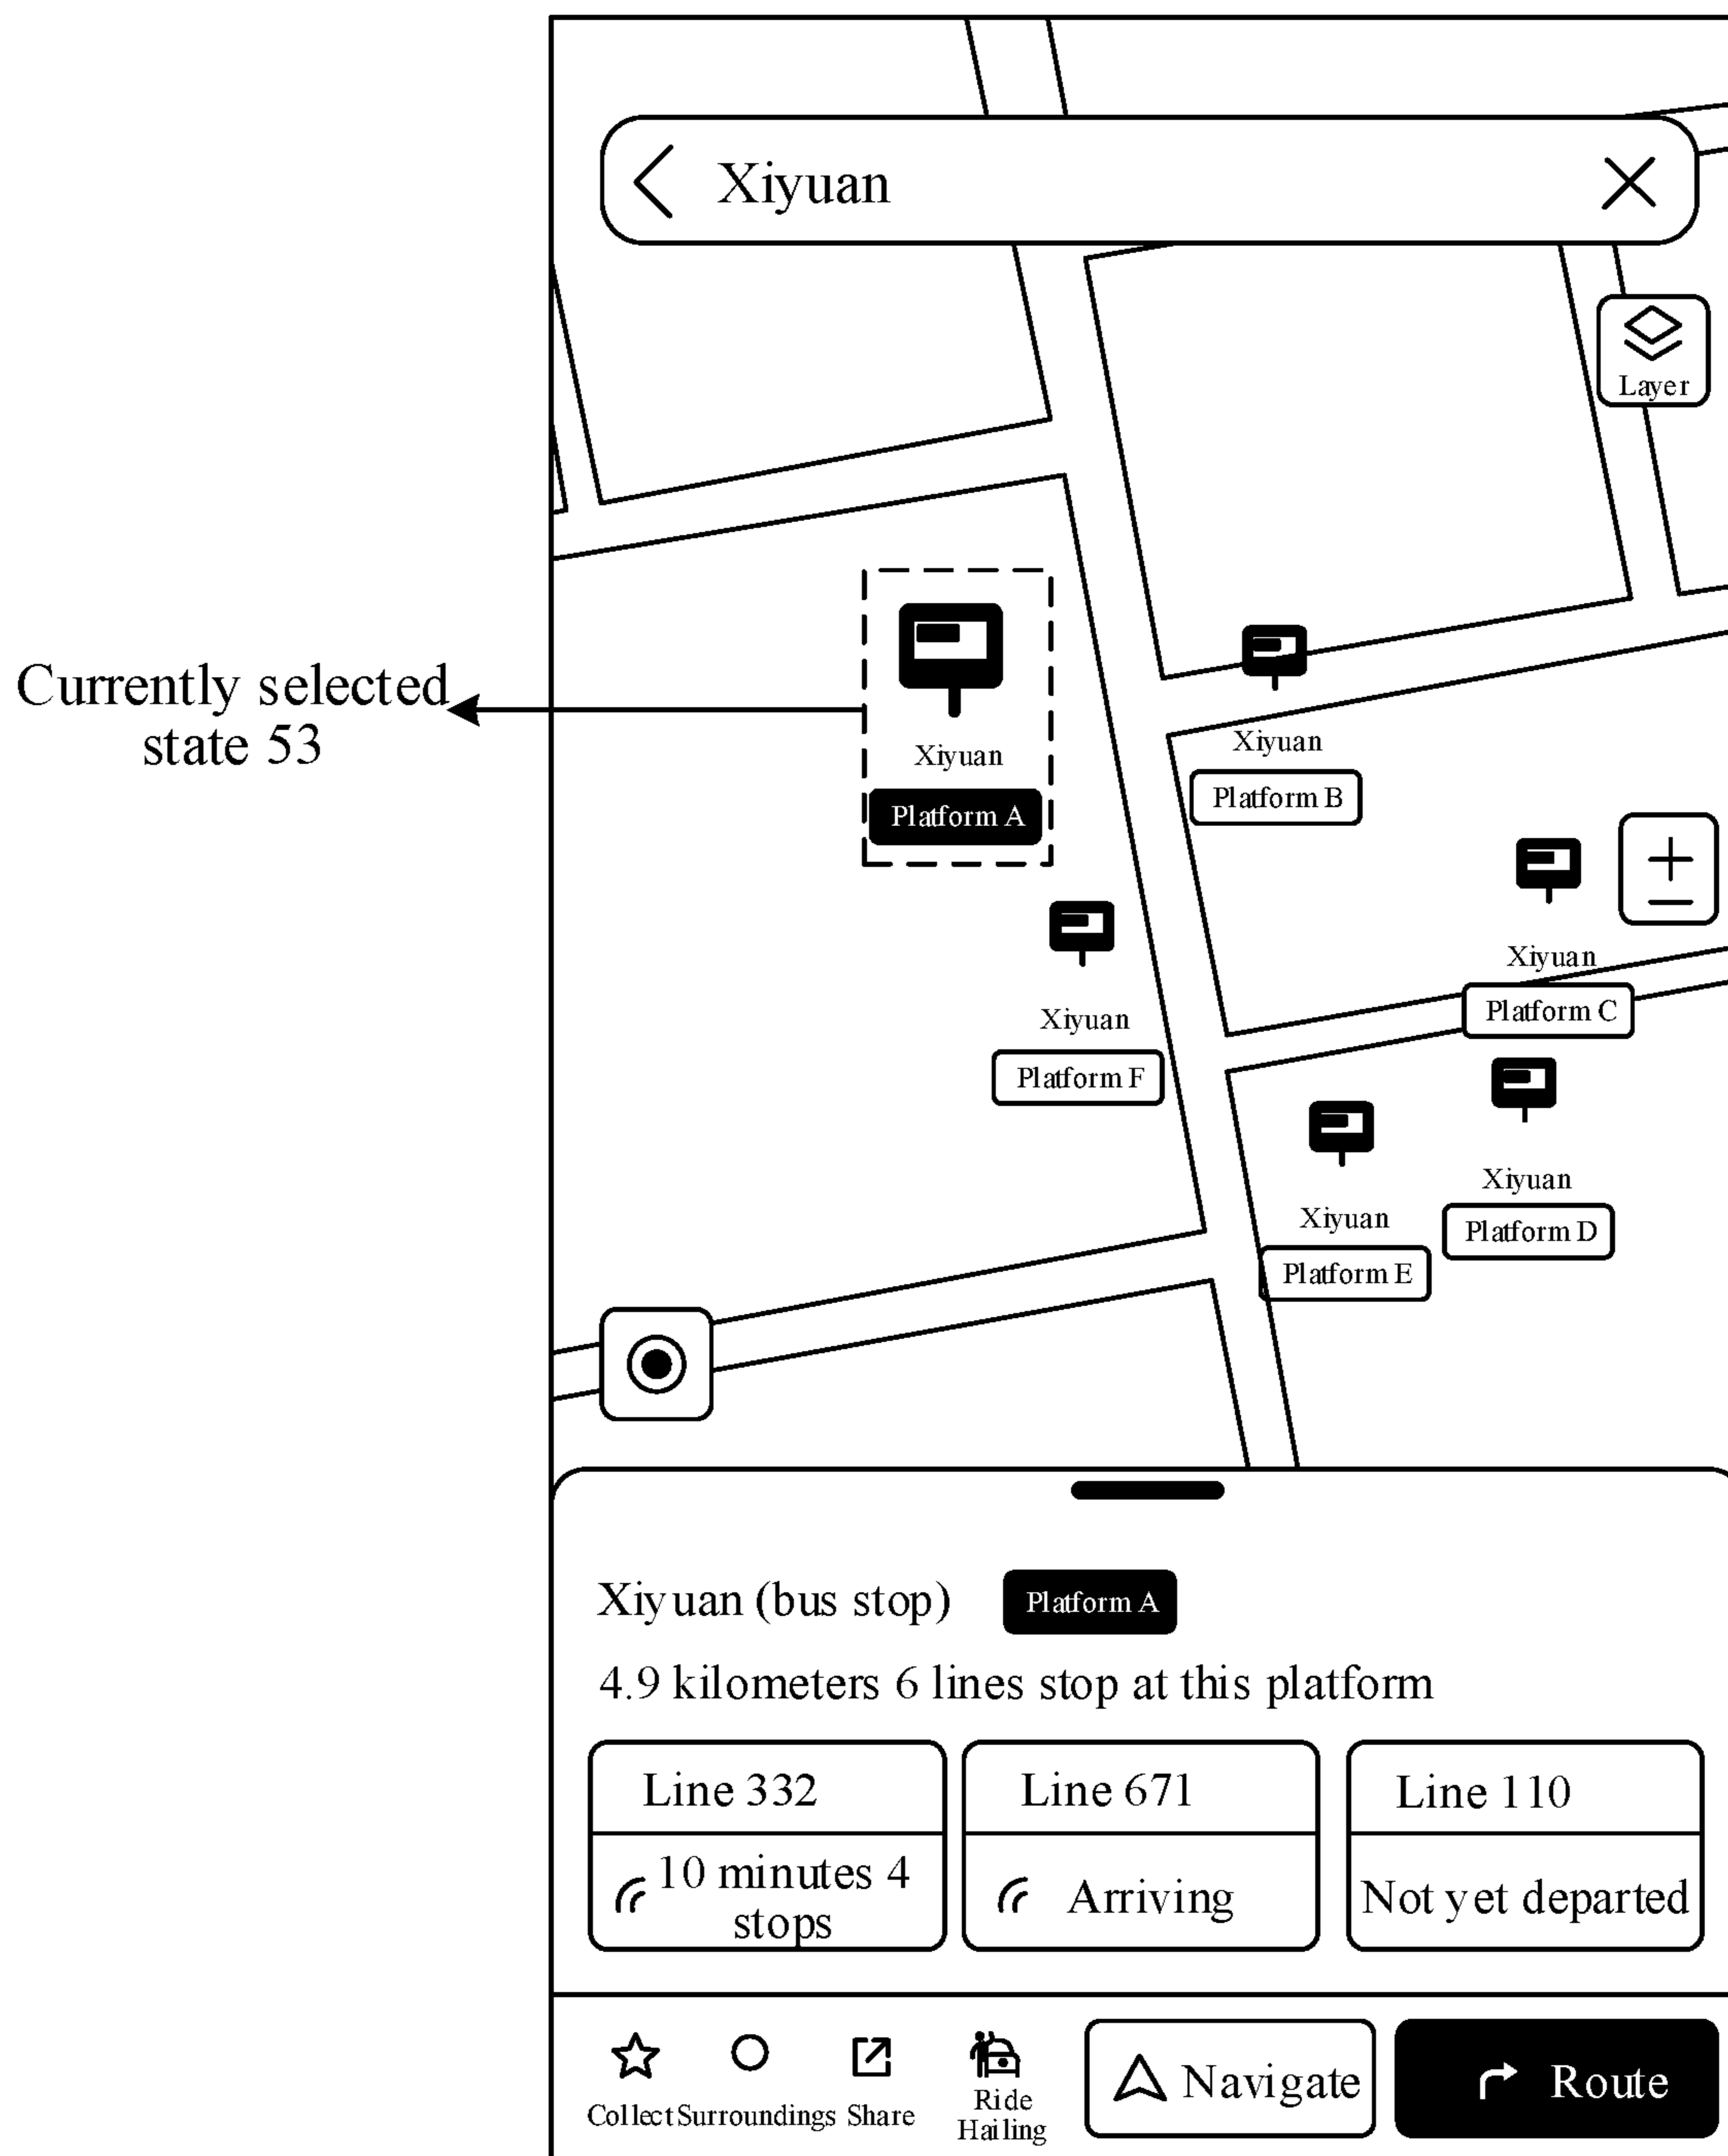 Xiyuan
Layer
Currently selected
state 53
Xiyuan
Platform A
Xiyuan
Platform B
Xiyuan
Platform C
Xiyuan
Platform F
Xiyuan
Platform D
Xiyuan
Platform E
Xiyuan (bus stop)
Platform A
4.9 kilometers 6 lines stop at this platform
Line 332
10 minutes 4
stops
Line 671
Arriving
Line 110
Not yet departed
Collect
Surroundings
Share
Ride
Hailing
Navigate
Route